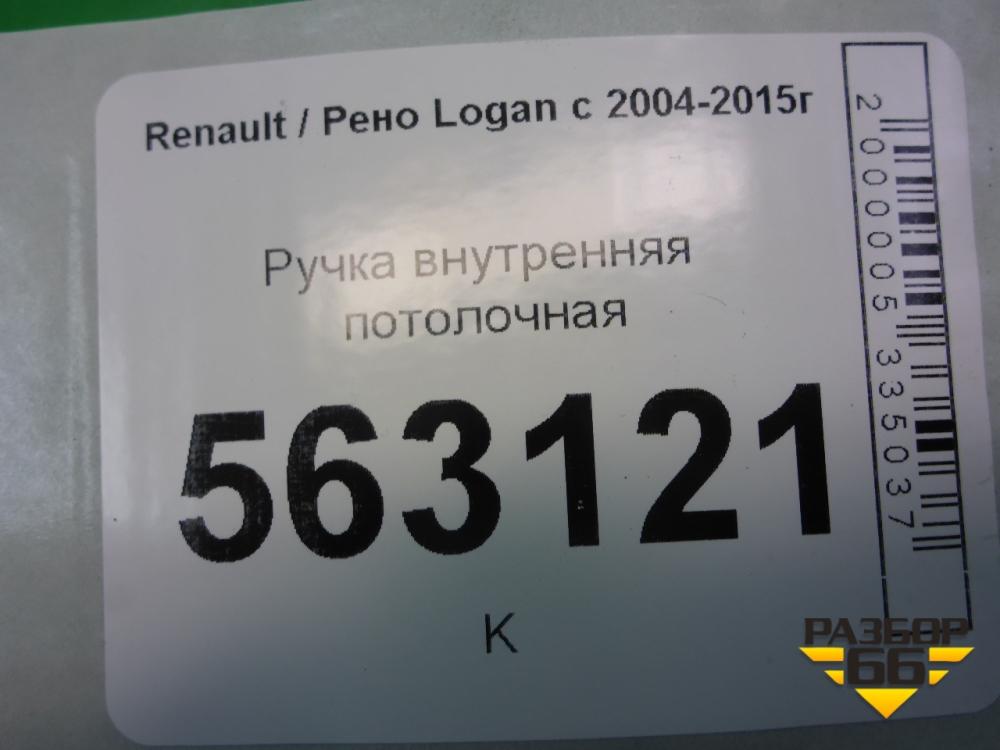 Renault / Рено Logan с 2004-2015г
Ручка внутренняя
потолочная
563121
К
2000005335037
РАЗБОР
66